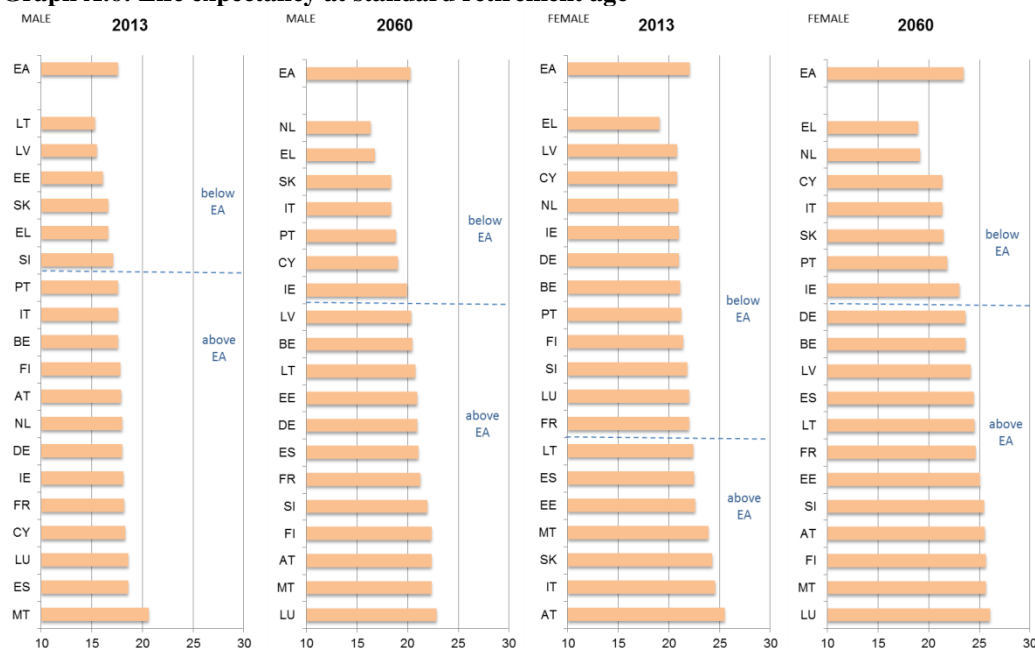 MALE 2013
EA
LT
LV
EE
SK
EL
SI
PT
IT
BE
FI
AT
NL
DE
IE
FR
CY
LU
ES
MT
below
EA
above
EA
10 15 20 25 30
2060
EA
NL
EL
SK
IT
PT
CY
IE
LV
BE
LT
EE
DE
ES
FR
SI
FI
AT
MT
LU
below
EA
above
EA
10 15 20 25 30
FEMALE 2013
EA
EL
LV
CY
NL
IE
DE
BE
PT
FI
SI
LU
FR
LT
ES
EE
MT
SK
IT
AT
below
EA
above
EA
10 15 20 25 30
FEMALE 2060
EA
EL
NL
CY
IT
SK
PT
IE
DE
BE
LV
ES
LT
FR
EE
SI
AT
FI
MT
LU
below
EA
above
EA
10 15 20 25 30